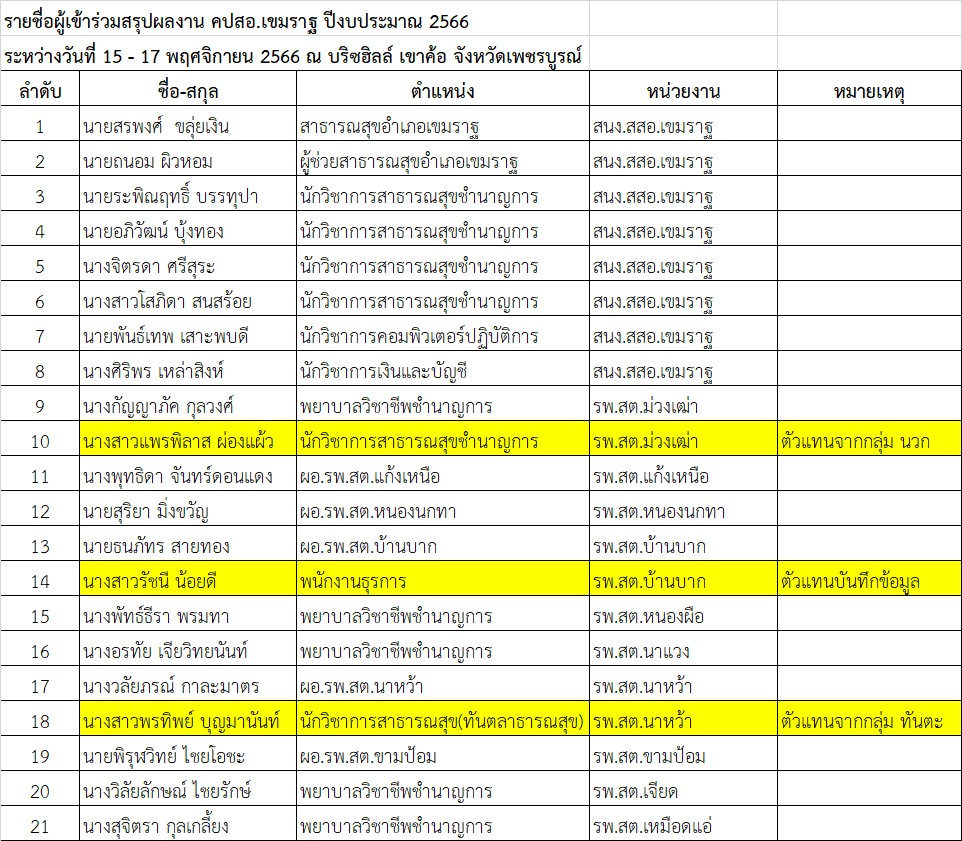 รายชื่อผู้เข้าร่วมสรุปผลงาน คปสอ.เขมราฐ ปีงบประมาณ 2566
ระหว่างวันที่ 15 - 17 พฤศจิกายน 2566 ณ บริซฮิลล์ เขาค้อ จังหวัดเพชรบูรณ์
ลำดับ ชื่อ-สกุล ตำแหน่ง หน่วยงาน หมายเหตุ
1 นายสรพงศ์ ขลุ่ยเงิน สาธารณสุขอำเภอเขมราฐ สนง.สสอ.เขมราฐ
2 นายถนอม ผิวหอม ผู้ช่วยสาธารณสุขอำเภอเขมราฐ สนง.สสอ.เขมราฐ
3 นายระพิณฤทธิ์ บรรทุปา นักวิชาการสาธารณสุขชำนาญการ สนง.สสอ.เขมราฐ
4 นายอภิวัฒน์ บุ้งทอง นักวิชาการสาธารณสุขชำนาญการ สนง.สสอ.เขมราฐ
5 นางจิตรดา ศรีสุระ นักวิชาการสาธารณสุขชำนาญการ สนง.สสอ.เขมราฐ
6 นางสาวโสภิดา สนสร้อย นักวิชาการสาธารณสุขชำนาญการ สนง.สสอ.เขมราฐ
7 นายพันธ์เทพ เสาะพบดี นักวิชาการคอมพิวเตอร์ปฏิบัติการ สนง.สสอ.เขมราฐ
8 นางศิริพร เหล่าสิงห์ นักวิชาการเงินและบัญชี สนง.สสอ.เขมราฐ
9 นางกัญญาภัค กุลวงศ์ พยาบาลวิชาชีพชำนาญการ รพ.สต.ม่วงเฒ่า
10 นางสาวแพรพิลาส ผ่องแผ้ว นักวิชาการสาธารณสุขชำนาญการ รพ.สต.ม่วงเฒ่า ตัวแทนจากกลุ่ม นวก
11 นางพุทธิดา จันทร์ดอนแดง ผอ.รพ.สต.แก้งเหนือ รพ.สต.แก้งเหนือ
12 นายสุริยา มิ่งขวัญ ผอ.รพ.สต.หนองนกทา รพ.สต.หนองนกทา
13 นายธนภัทร สายทอง ผอ.รพ.สต.บ้านบาก รพ.สต.บ้านบาก
14 นางสาวรัชนี น้อยดี พนักงานธุรการ รพ.สต.บ้านบาก ตัวแทนบันทึกข้อมูล
15 นางพัทธ์ธีรา พรมทา พยาบาลวิชาชีพชำนาญการ รพ.สต.หนองผือ
16 นางอรทัย เจียวิทยนันท์ พยาบาลวิชาชีพชำนาญการ รพ.สต.นาแวง
17 นางวลัยภรณ์ กาละมาตร ผอ.รพ.สต.นาหว้า รพ.สต.นาหว้า
18 นางสาวพรทิพย์ บุญมานันท์ นักวิชาการสาธารณสุข(ทันตลาธารณสุข) รพ.สต.นาหว้า ตัวแทนจากกลุ่ม ทันตะ
19 นายพิรุฬวิทย์ ไชยโอชะ ผอ.รพ.สต.ขามป้อม รพ.สต.ขามป้อม
20 นางวิลัยลักษณ์ ไชยรักษ์ พยาบาลวิชาชีพชำนาญการ รพ.สต.เจียด
21 นางสุจิตรา กุลเกลี้ยง พยาบาลวิชาชีพชำนาญการ รพ.สต.เหมือดแอ่